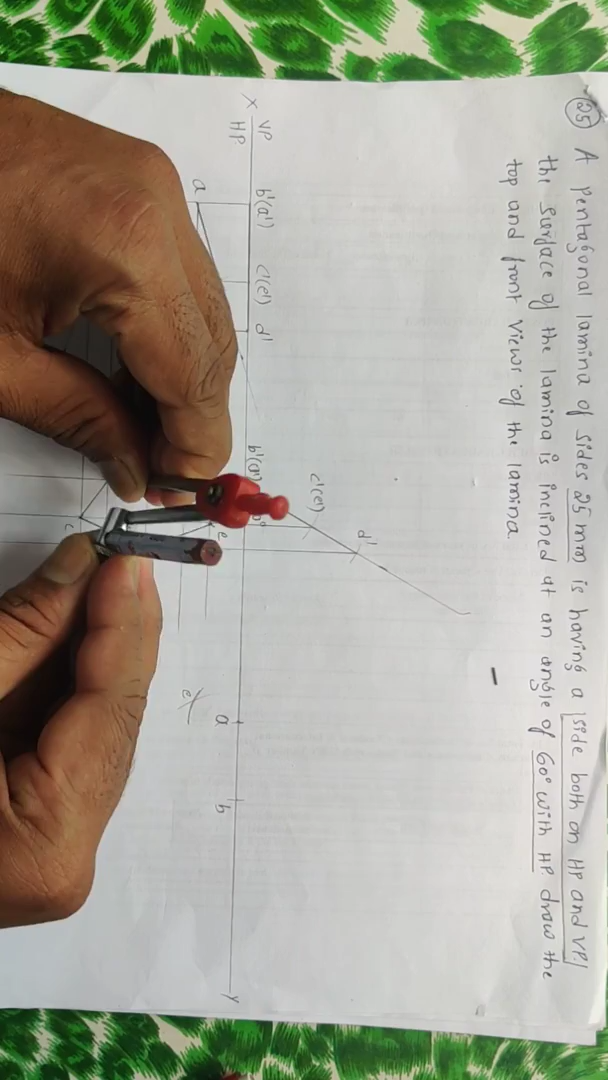 25 A pentagonal lamina of sides 25 mm is having a side both on HP and VP.
the surface of the lamina is inclined at an angle of 60° with HP. draw the
top and front views of the lamina
d'
c'(e')
X VP b'(a') c'(e') d' b'(a') Y
HP
a e a b
e'
c